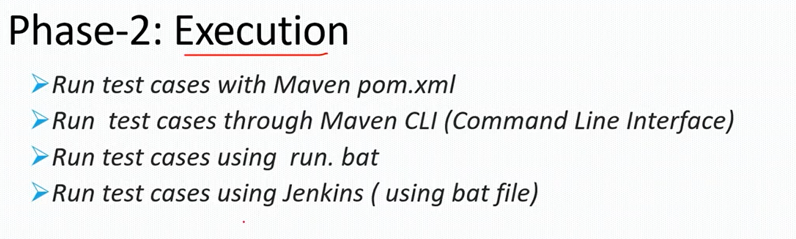 Phase-2: Execution
Run test cases with Maven pom.xml
Run  test cases through Maven CLI (Command Line Interface)
Run test cases using  run. bat
Run test cases using Jenkins ( using bat file)